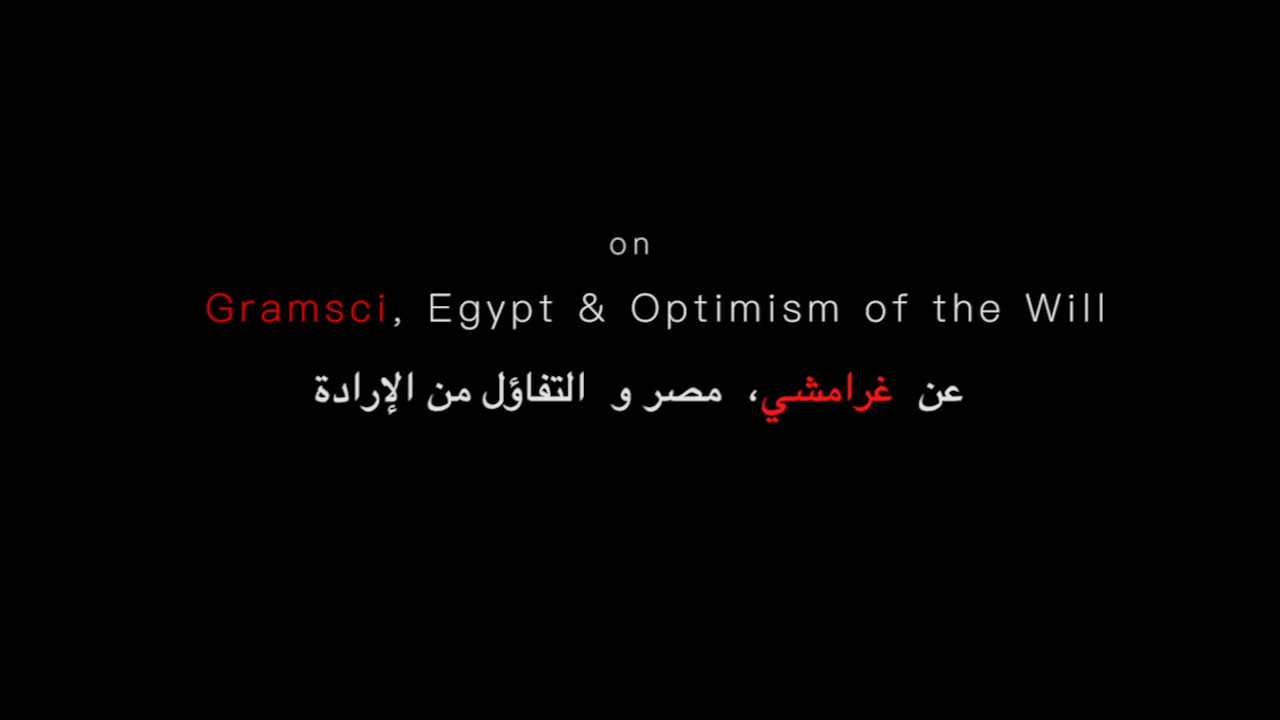 on
Gramsci, Egypt & Optimism of the Will
عن غرامشي، مصر و التفاؤل من الإرادة